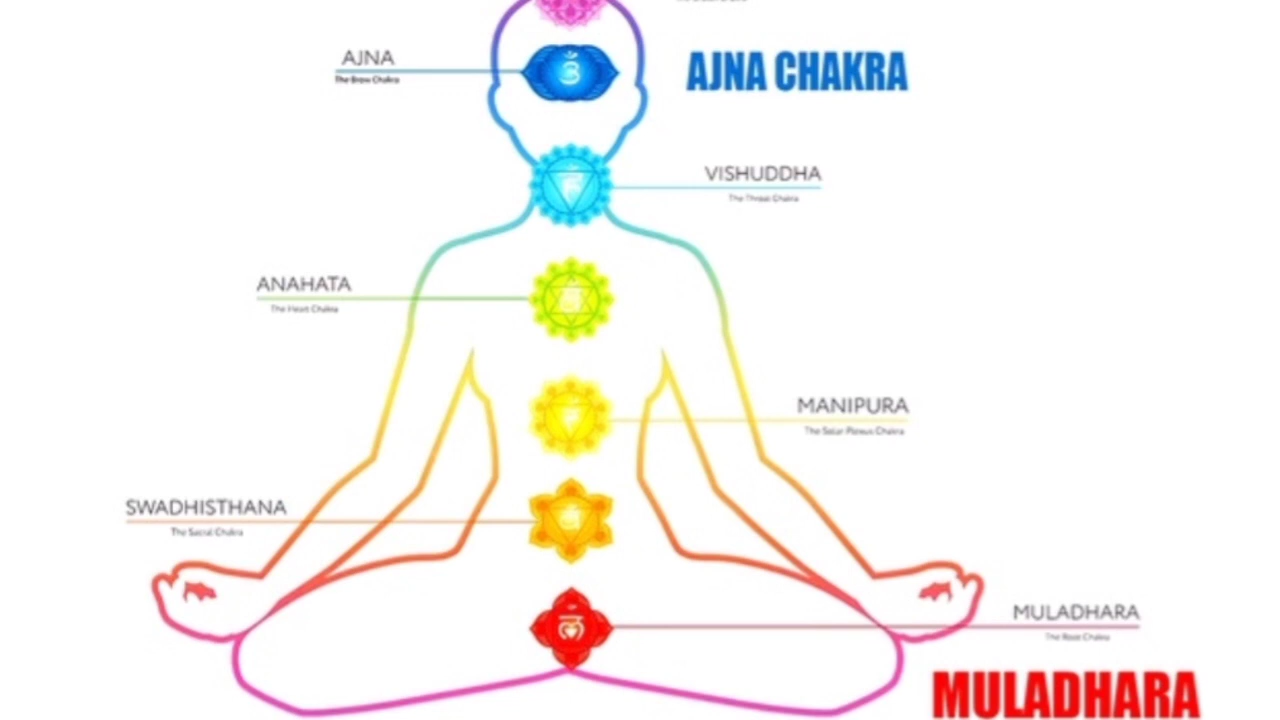 AJNA
The Brow Chakra
AJNA CHAKRA
VISHUDDHA
The Throat Chakra
ANAHATA
The Heart Chakra
MANIPURA
The Solar Plexus Chakra
SWADHISTHANA
The Sacral Chakra
MULADHARA
The Root Chakra
MULADHARA